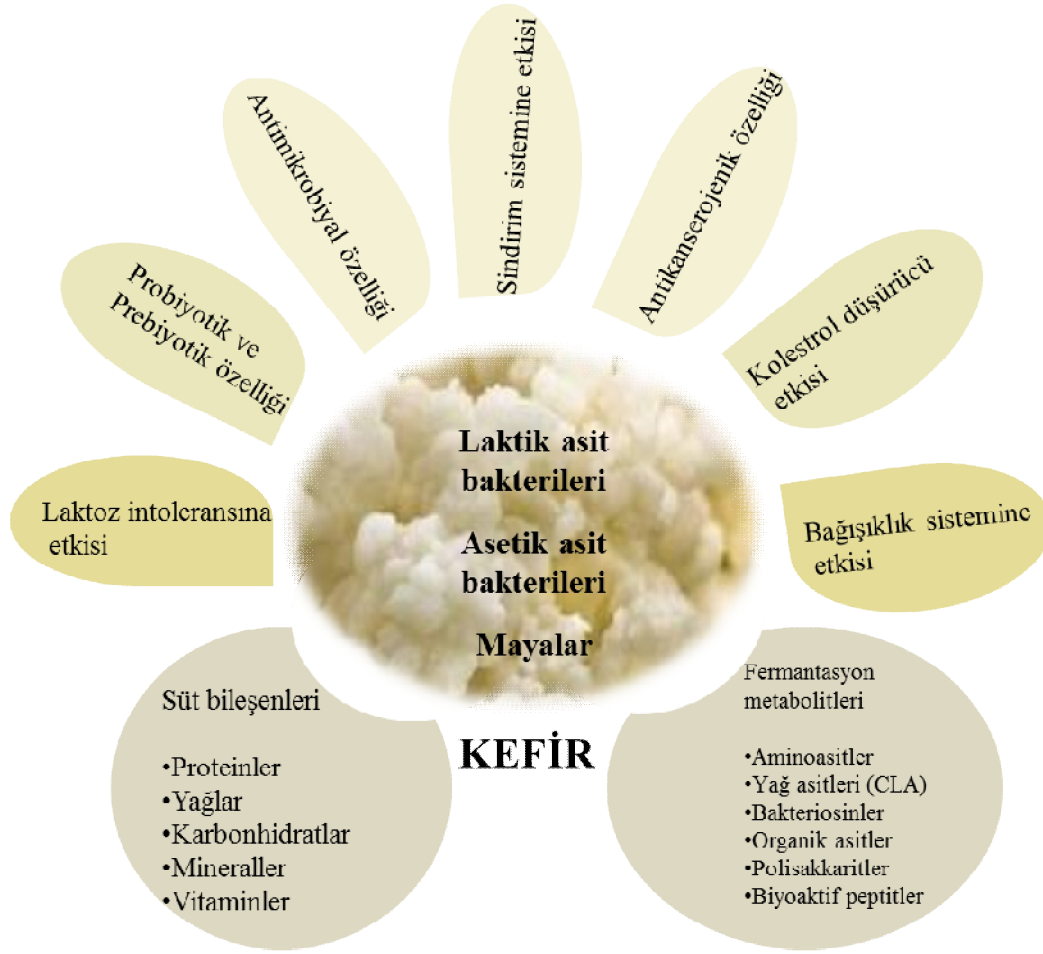 Sindirim sistemine etkisi
Antimikrobiyal özelliği
Antikanserojenik özelliği
Probiyotik ve
Prebiyotik özelliği
Kolestrol düşürücü
etkisi
Laktoz intoleransına
etkisi
Bağışıklık sistemine
etkisi
Laktik asit
bakterileri
Asetik asit
bakterileri
Mayalar
KEFİR
Süt bileşenleri
•Proteinler
•Yağlar
•Karbonhidratlar
•Mineraller
•Vitaminler
Fermantasyon
metabolitleri
•Aminoasitler
•Yağ asitleri (CLA)
•Bakteriosinler
•Organik asitler
•Polisakkaritler
•Biyoaktif peptitler